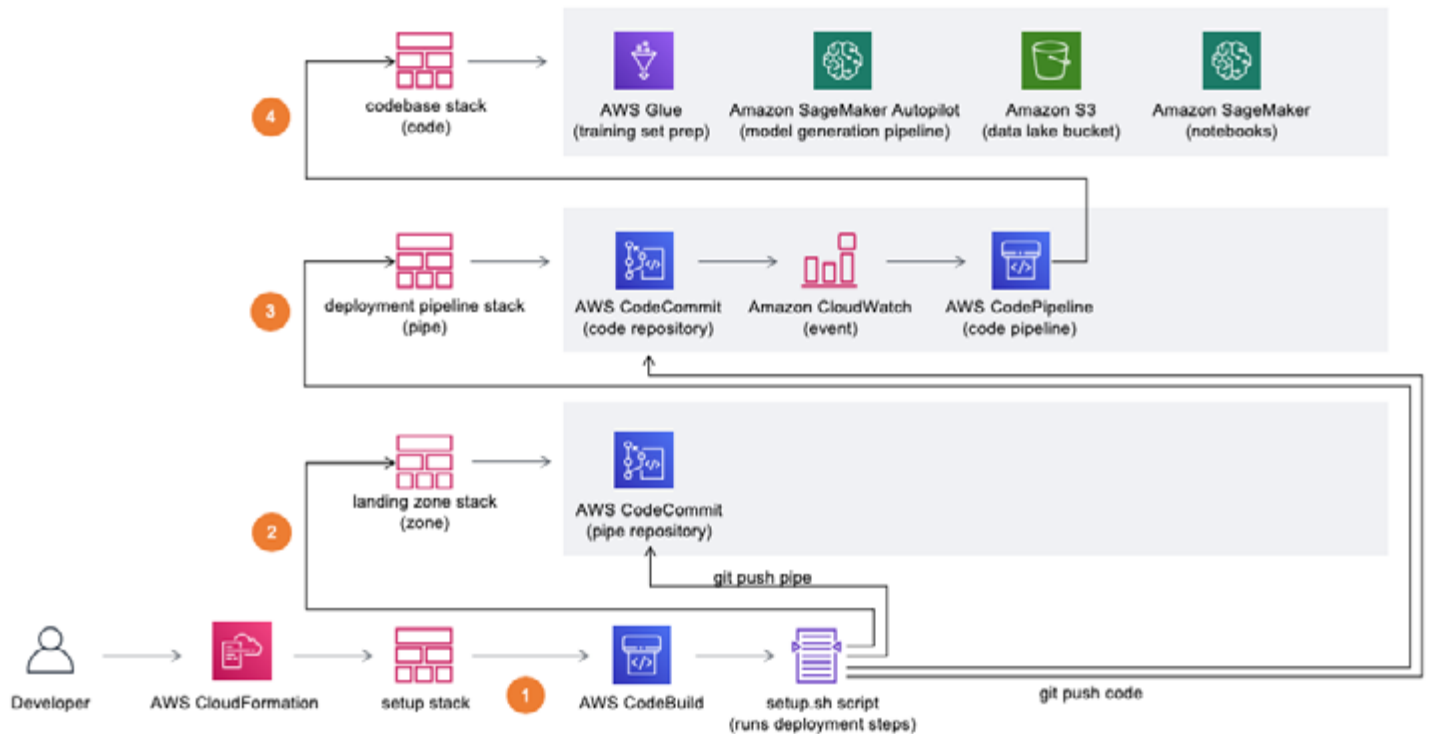 4
codebase stack
(code)
AWS Glue
(training set prep)
Amazon SageMaker Autopilot
(model generation pipeline)
Amazon S3
(data lake bucket)
Amazon SageMaker
(notebooks)
3
deployment pipeline stack
(pipe)
AWS CodeCommit
(code repository)
Amazon CloudWatch
(event)
AWS CodePipeline
(code pipeline)
2
landing zone stack
(zone)
AWS CodeCommit
(pipe repository)
git push pipe
Developer
AWS CloudFormation
setup stack
1
AWS CodeBuild
setup.sh script
(runs deployment steps)
git push code